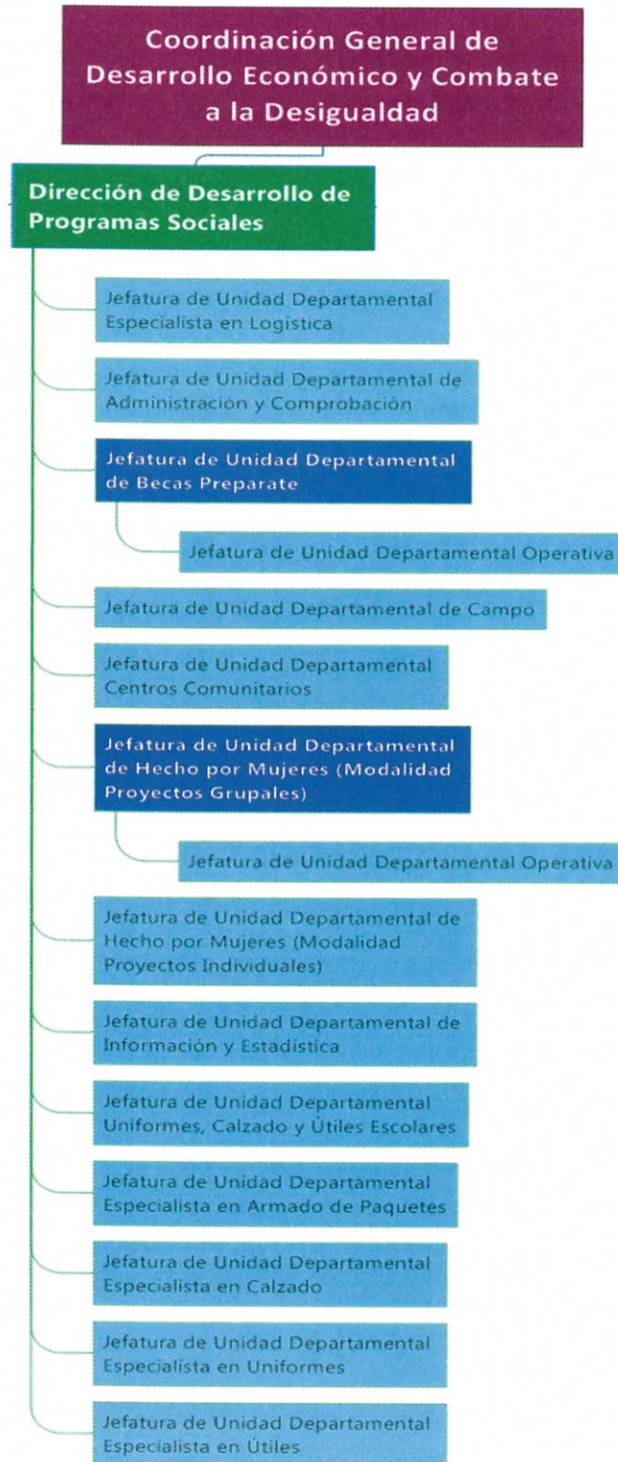 Coordinación General de
Desarrollo Económico y Combate
a la Desigualdad
Dirección de Desarrollo de
Programas Sociales
Jefatura de Unidad Departamental
Especialista en Logística
Jefatura de Unidad Departamental de
Administración y Comprobación
Jefatura de Unidad Departamental
de Becas Preparate
Jefatura de Unidad Departamental Operativa
Jefatura de Unidad Departamental de Campo
Jefatura de Unidad Departamental
Centros Comunitarios
Jefatura de Unidad Departamental
de Hecho por Mujeres (Modalidad
Proyectos Grupales)
Jefatura de Unidad Departamental Operativa
Jefatura de Unidad Departamental de
Hecho por Mujeres (Modalidad
Proyectos Individuales)
Jefatura de Unidad Departamental de
Información y Estadística
Jefatura de Unidad Departamental
Uniformes, Calzado y Útiles Escolares
Jefatura de Unidad Departamental
Especialista en Armado de Paquetes
Jefatura de Unidad Departamental
Especialista en Calzado
Jefatura de Unidad Departamental
Especialista en Uniformes
Jefatura de Unidad Departamental
Especialista en Útiles